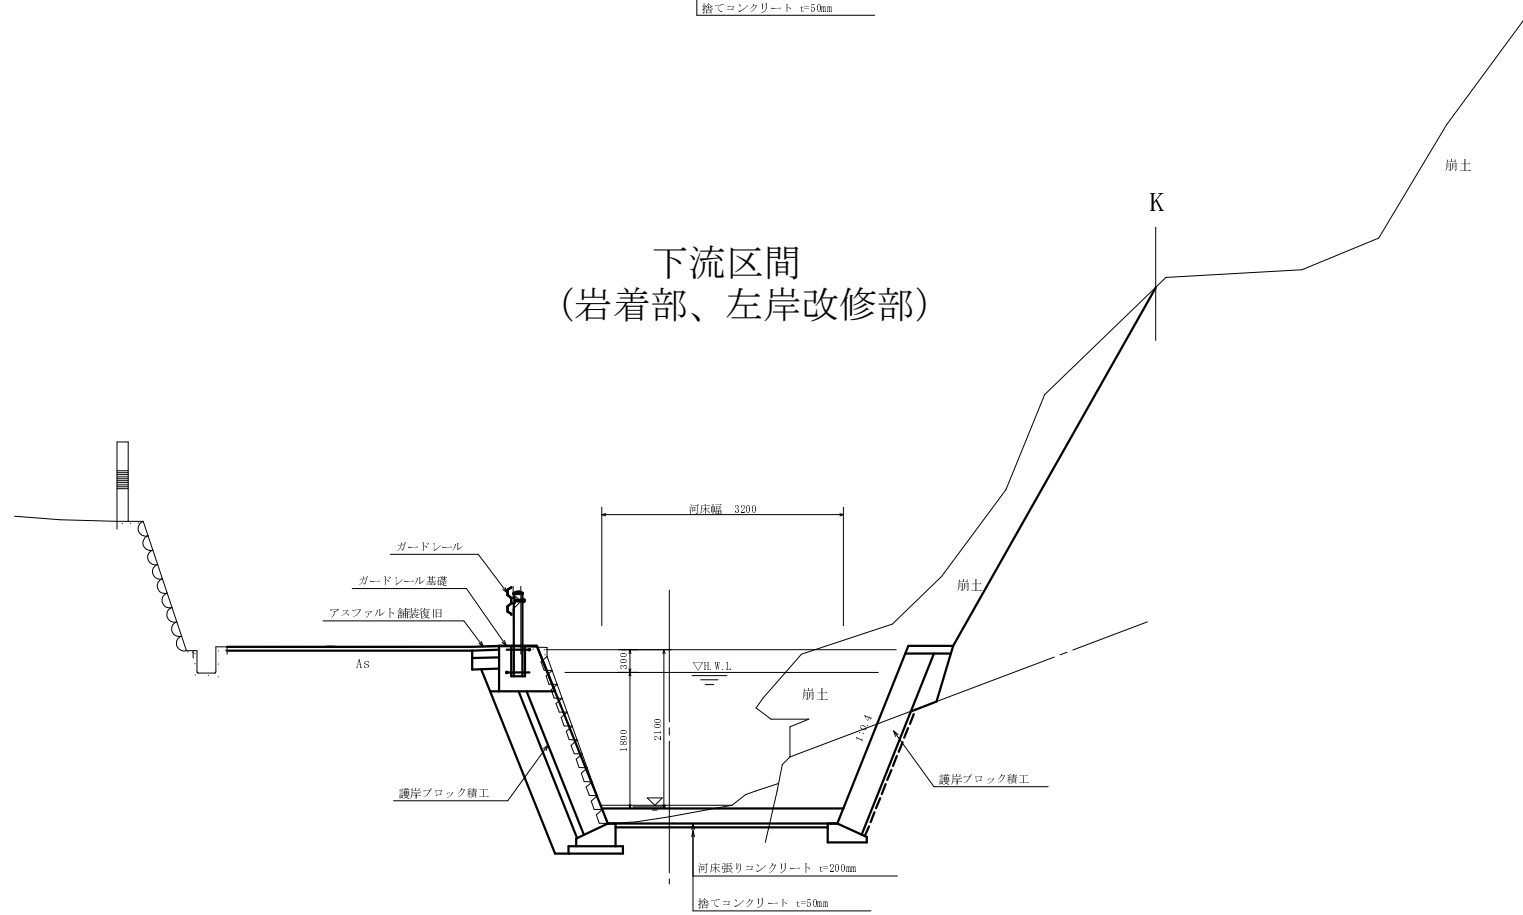 捨てコンクリート t=50mm
崩土
K
下流区間
（岩着部、左岸改修部）
河床幅 3200
ガードレール
ガードレール基礎
アスファルト舗装復旧
As
崩土
300
▽H.W.L
崩土
1800
2100
1:0.4
護岸ブロック積工
護岸ブロック積工
河床張りコンクリート t=200mm
捨てコンクリート t=50mm